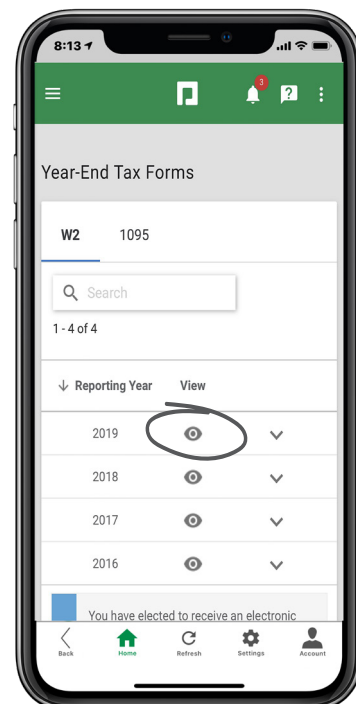 8:13
3
?
Year-End Tax Forms
W2 1095
Search
1 - 4 of 4
↓ Reporting Year View
2019
2018
2017
2016
You have elected to receive an electronic
Back Home Refresh Settings Account